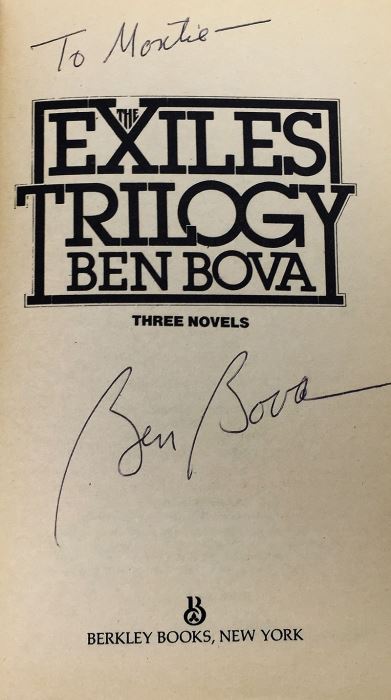 To Montie —
THE
EXILES
TRILOGY
BEN BOVA
THREE NOVELS
Ben Bova
BERKLEY BOOKS, NEW YORK